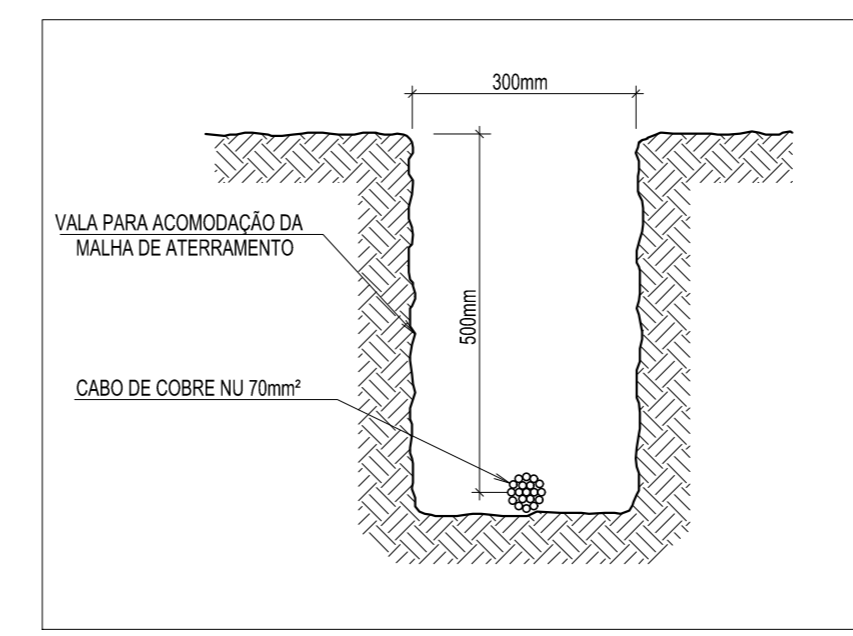 300mm
VALA PARA ACOMODAÇÃO DA
MALHA DE ATERRAMENTO
500mm
CABO DE COBRE NU 70mm²